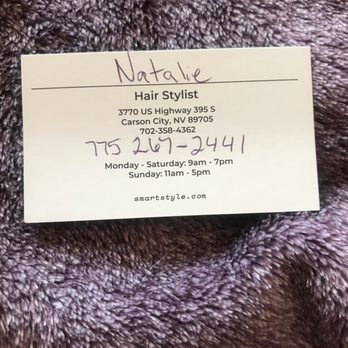 Natalie
Hair Stylist
3770 US Highway 395 S
Carson City, NV 89705
702-358-4362
775 267-2441
Monday - Saturday: 9am - 7pm
Sunday: 11am - 5pm
smartstyle.com